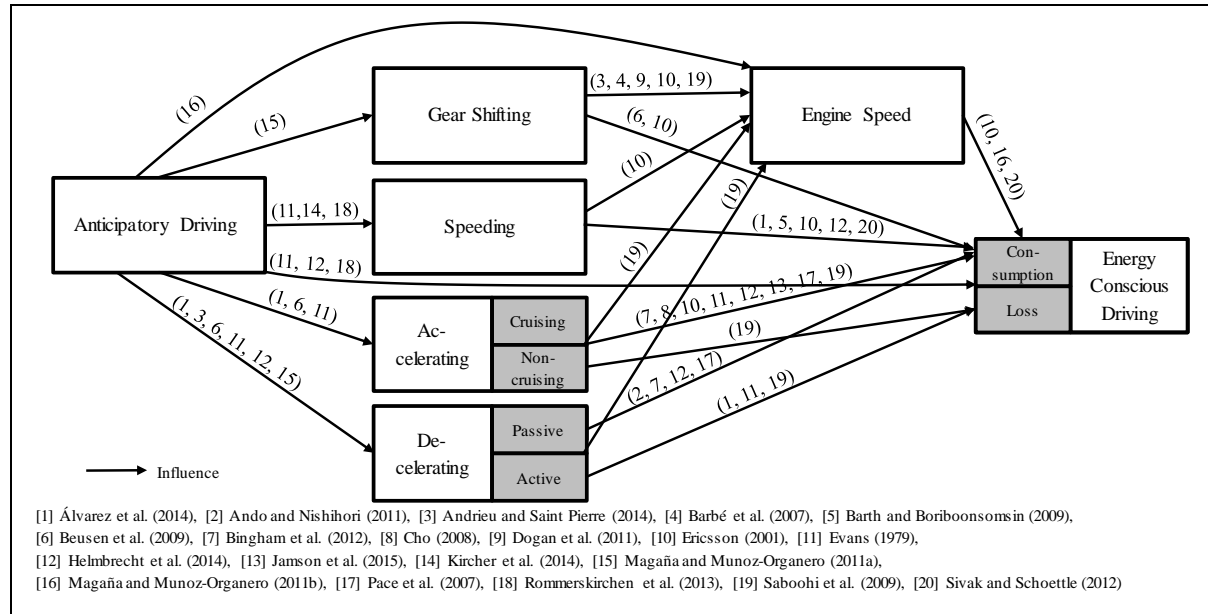 (16)
(3, 4, 9, 10, 19)
Gear Shifting
Engine Speed
(15)
(6, 10)
(10, 16, 20)
(10)
(19)
Anticipatory Driving
(11,14, 18)
Speeding
(1, 5, 10, 12, 20)
(11, 12, 18)
(19)
Con-
sumption
Loss
Energy
Conscious
Driving
(1, 6, 11)
(7, 8, 10, 11, 12, 13, 17, 19)
Ac-
celerating
Cruising
Non-
cruising
(19)
(1, 3, 6, 11, 12, 15)
(2, 7, 12, 17)
(1, 11, 19)
De-
celerating
Passive
Active
Influence
[1] Álvarez et al. (2014), [2] Ando and Nishihori (2011), [3] Andrieu and Saint Pierre (2014), [4] Barbé et al. (2007), [5] Barth and Boriboonsomsin (2009),
[6] Beusen et al. (2009), [7] Bingham et al. (2012), [8] Cho (2008), [9] Dogan et al. (2011), [10] Ericsson (2001), [11] Evans (1979),
[12] Helmbrecht et al. (2014), [13] Jamson et al. (2015), [14] Kircher et al. (2014), [15] Magaña and Munoz-Organero (2011a),
[16] Magaña and Munoz-Organero (2011b), [17] Pace et al. (2007), [18] Rommerskirchen et al. (2013), [19] Saboohi et al. (2009), [20] Sivak and Schoettle (2012)